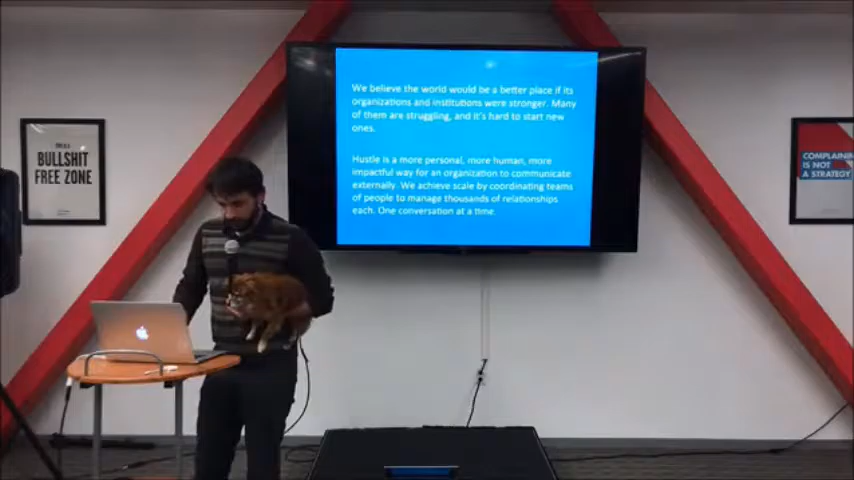 We believe the world would be a better place if its
organizations and institutions were stronger. Many
of them are struggling, and it's hard to start new
ones.
Hustle is a more personal, more human, more
impactful way for an organization to communicate
externally. We achieve scale by coordinating teams
of people to manage thousands of relationships
each. One conversation at a time.
BULLSHIT
FREE ZONE
COMPLAINING
IS NOT
A STRATEGY